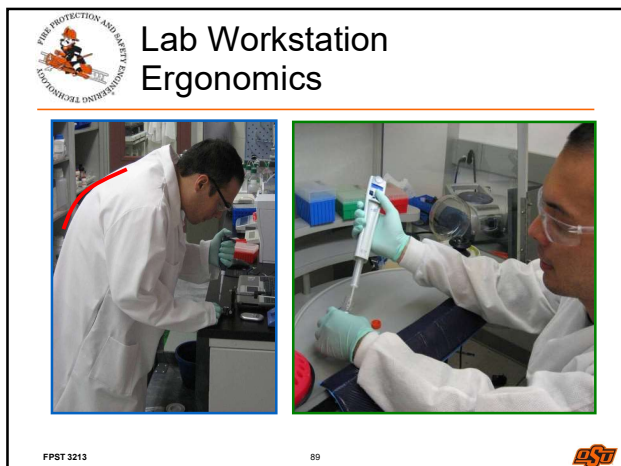 FIRE PROTECTION AND SAFETY ENGINEERING TECHNOLOGY
Lab Workstation
Ergonomics
FPST 3213
89
OSU